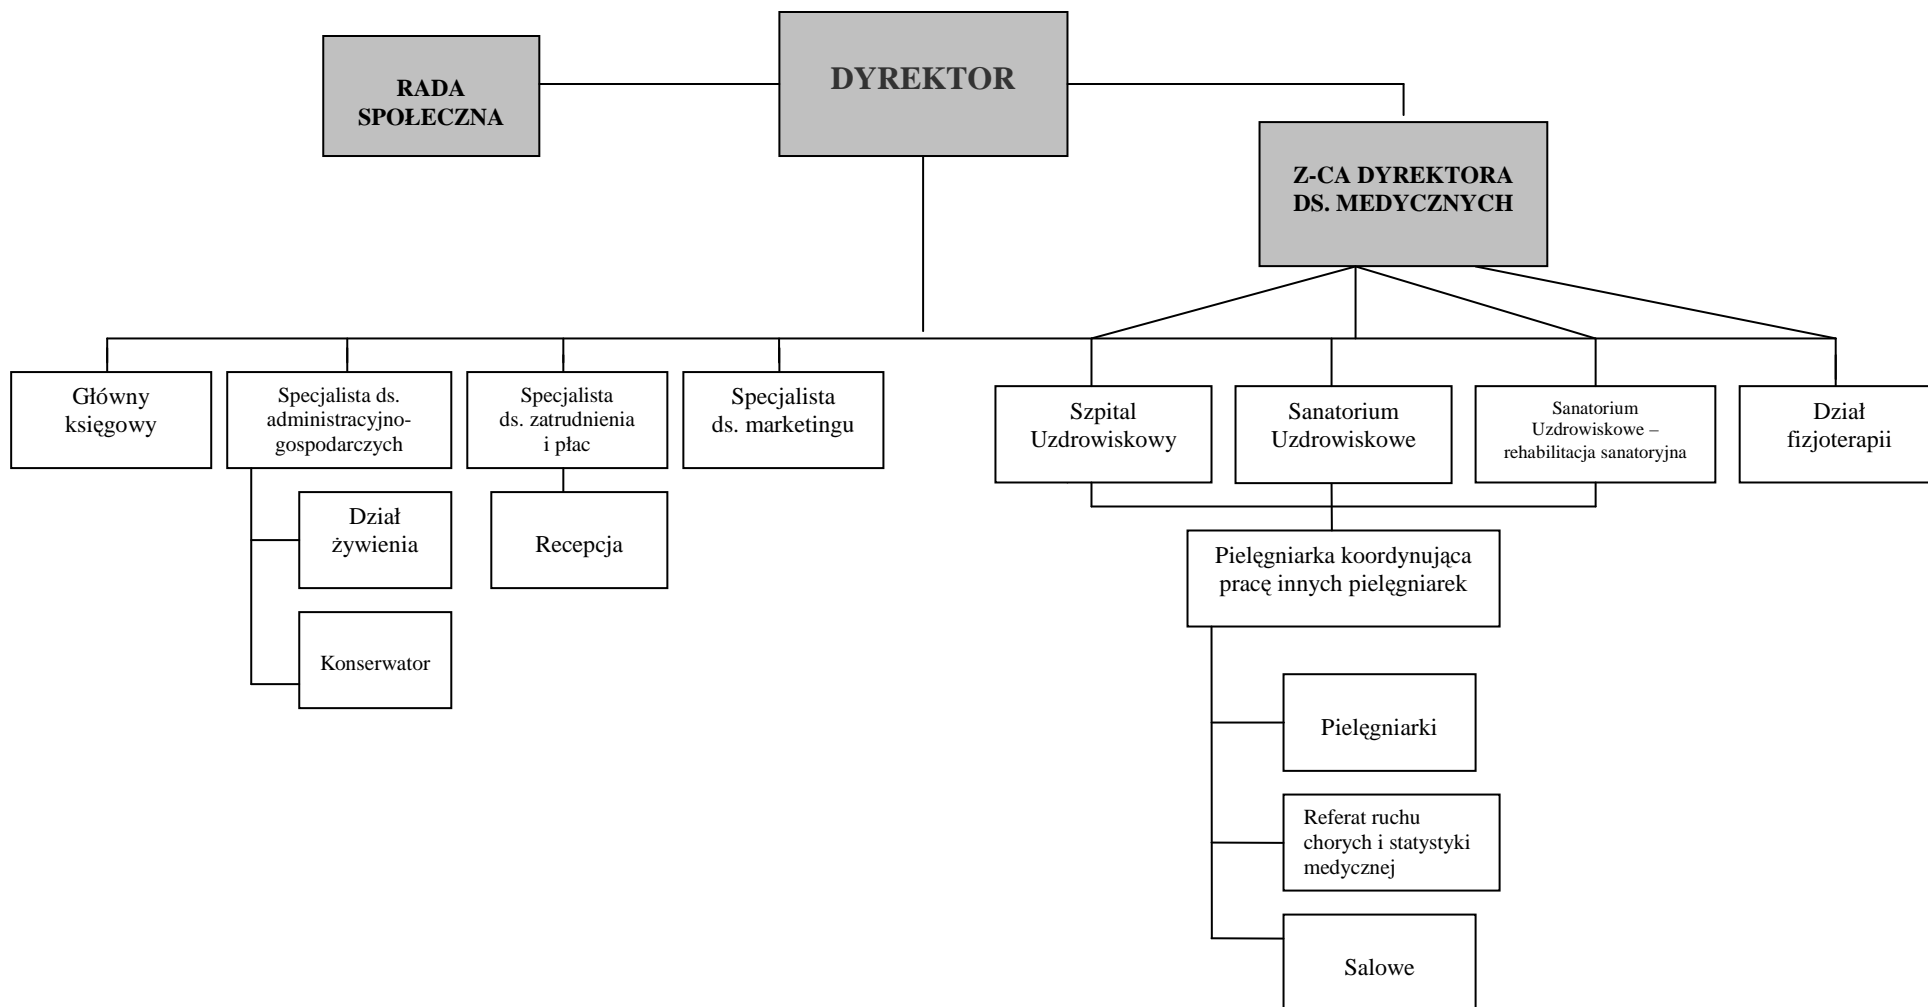 DYREKTOR
RADA
SPOŁECZNA
Z-CA DYREKTORA
DS. MEDYCZNYCH
Główny
księgowy
Specjalista ds.
administracyjno-
gospodarczych
Specjalista
ds. zatrudnienia
i płac
Specjalista
ds. marketingu
Szpital
Uzdrowiskowy
Sanatorium
Uzdrowiskowe
Sanatorium
Uzdrowiskowe –
rehabilitacja sanatoryjna
Dział
fizjoterapii
Dział
żywienia
Recepcja
Pielęgniarka koordynująca
pracę innych pielęgniarek
Konserwator
Pielęgniarki
Referat ruchu
chorych i statystyki
medycznej
Salowe